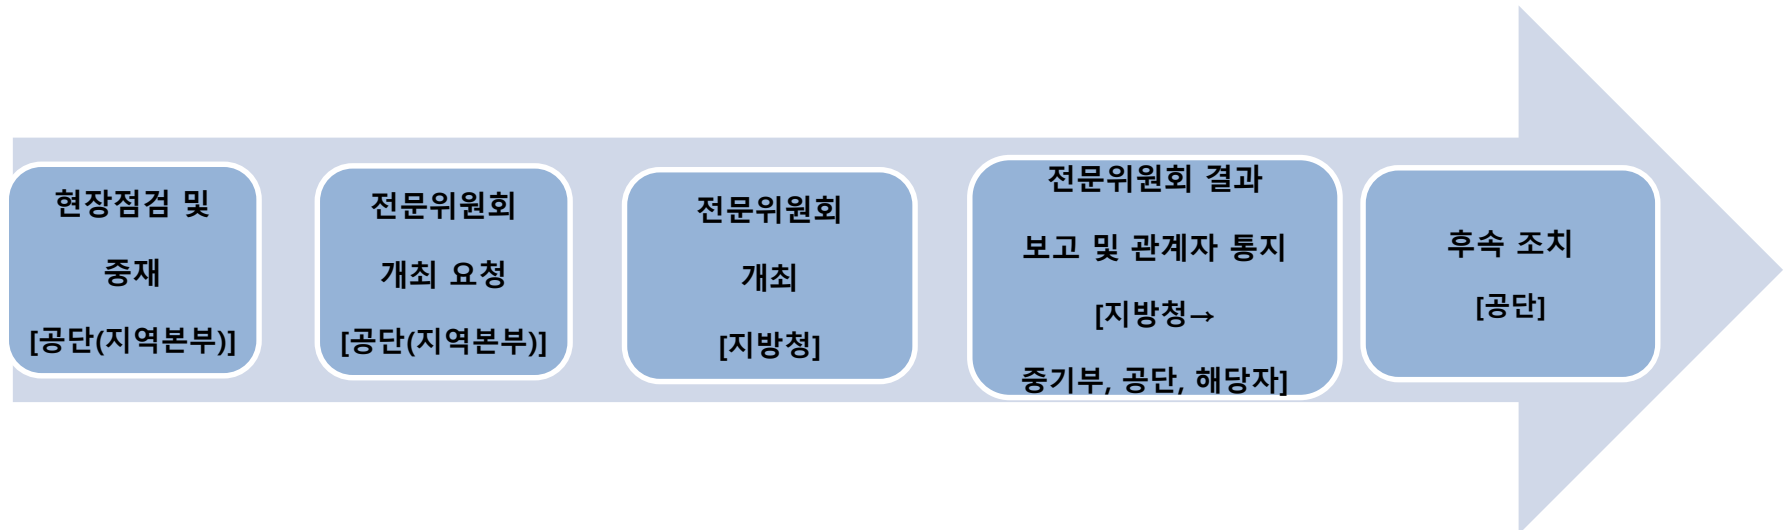 현장점검 및
중재
[공단(지역본부)]
전문위원회
개최 요청
[공단(지역본부)]
전문위원회
개최
[지방청]
전문위원회 결과
보고 및 관계자 통지
[지방청→
중기부, 공단, 해당자]
후속 조치
[공단]